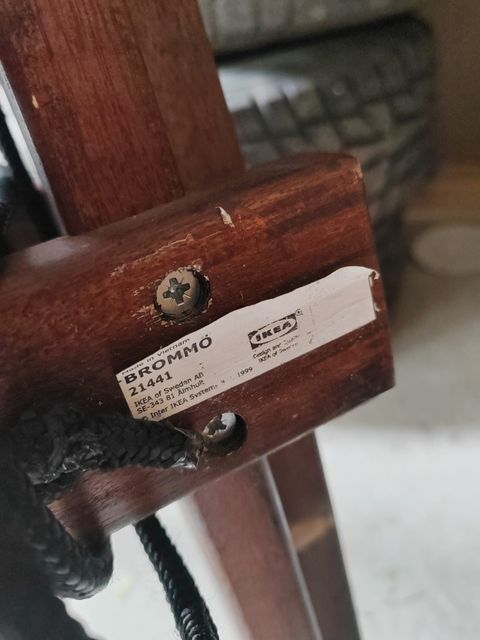 Made in Vietnam
BROMMÖ
21441
IKEA of Sweden AB
SE-343 81 Älmhult
Inter IKEA Systems
1999
IKEA
Design and
IKEA of Sweden